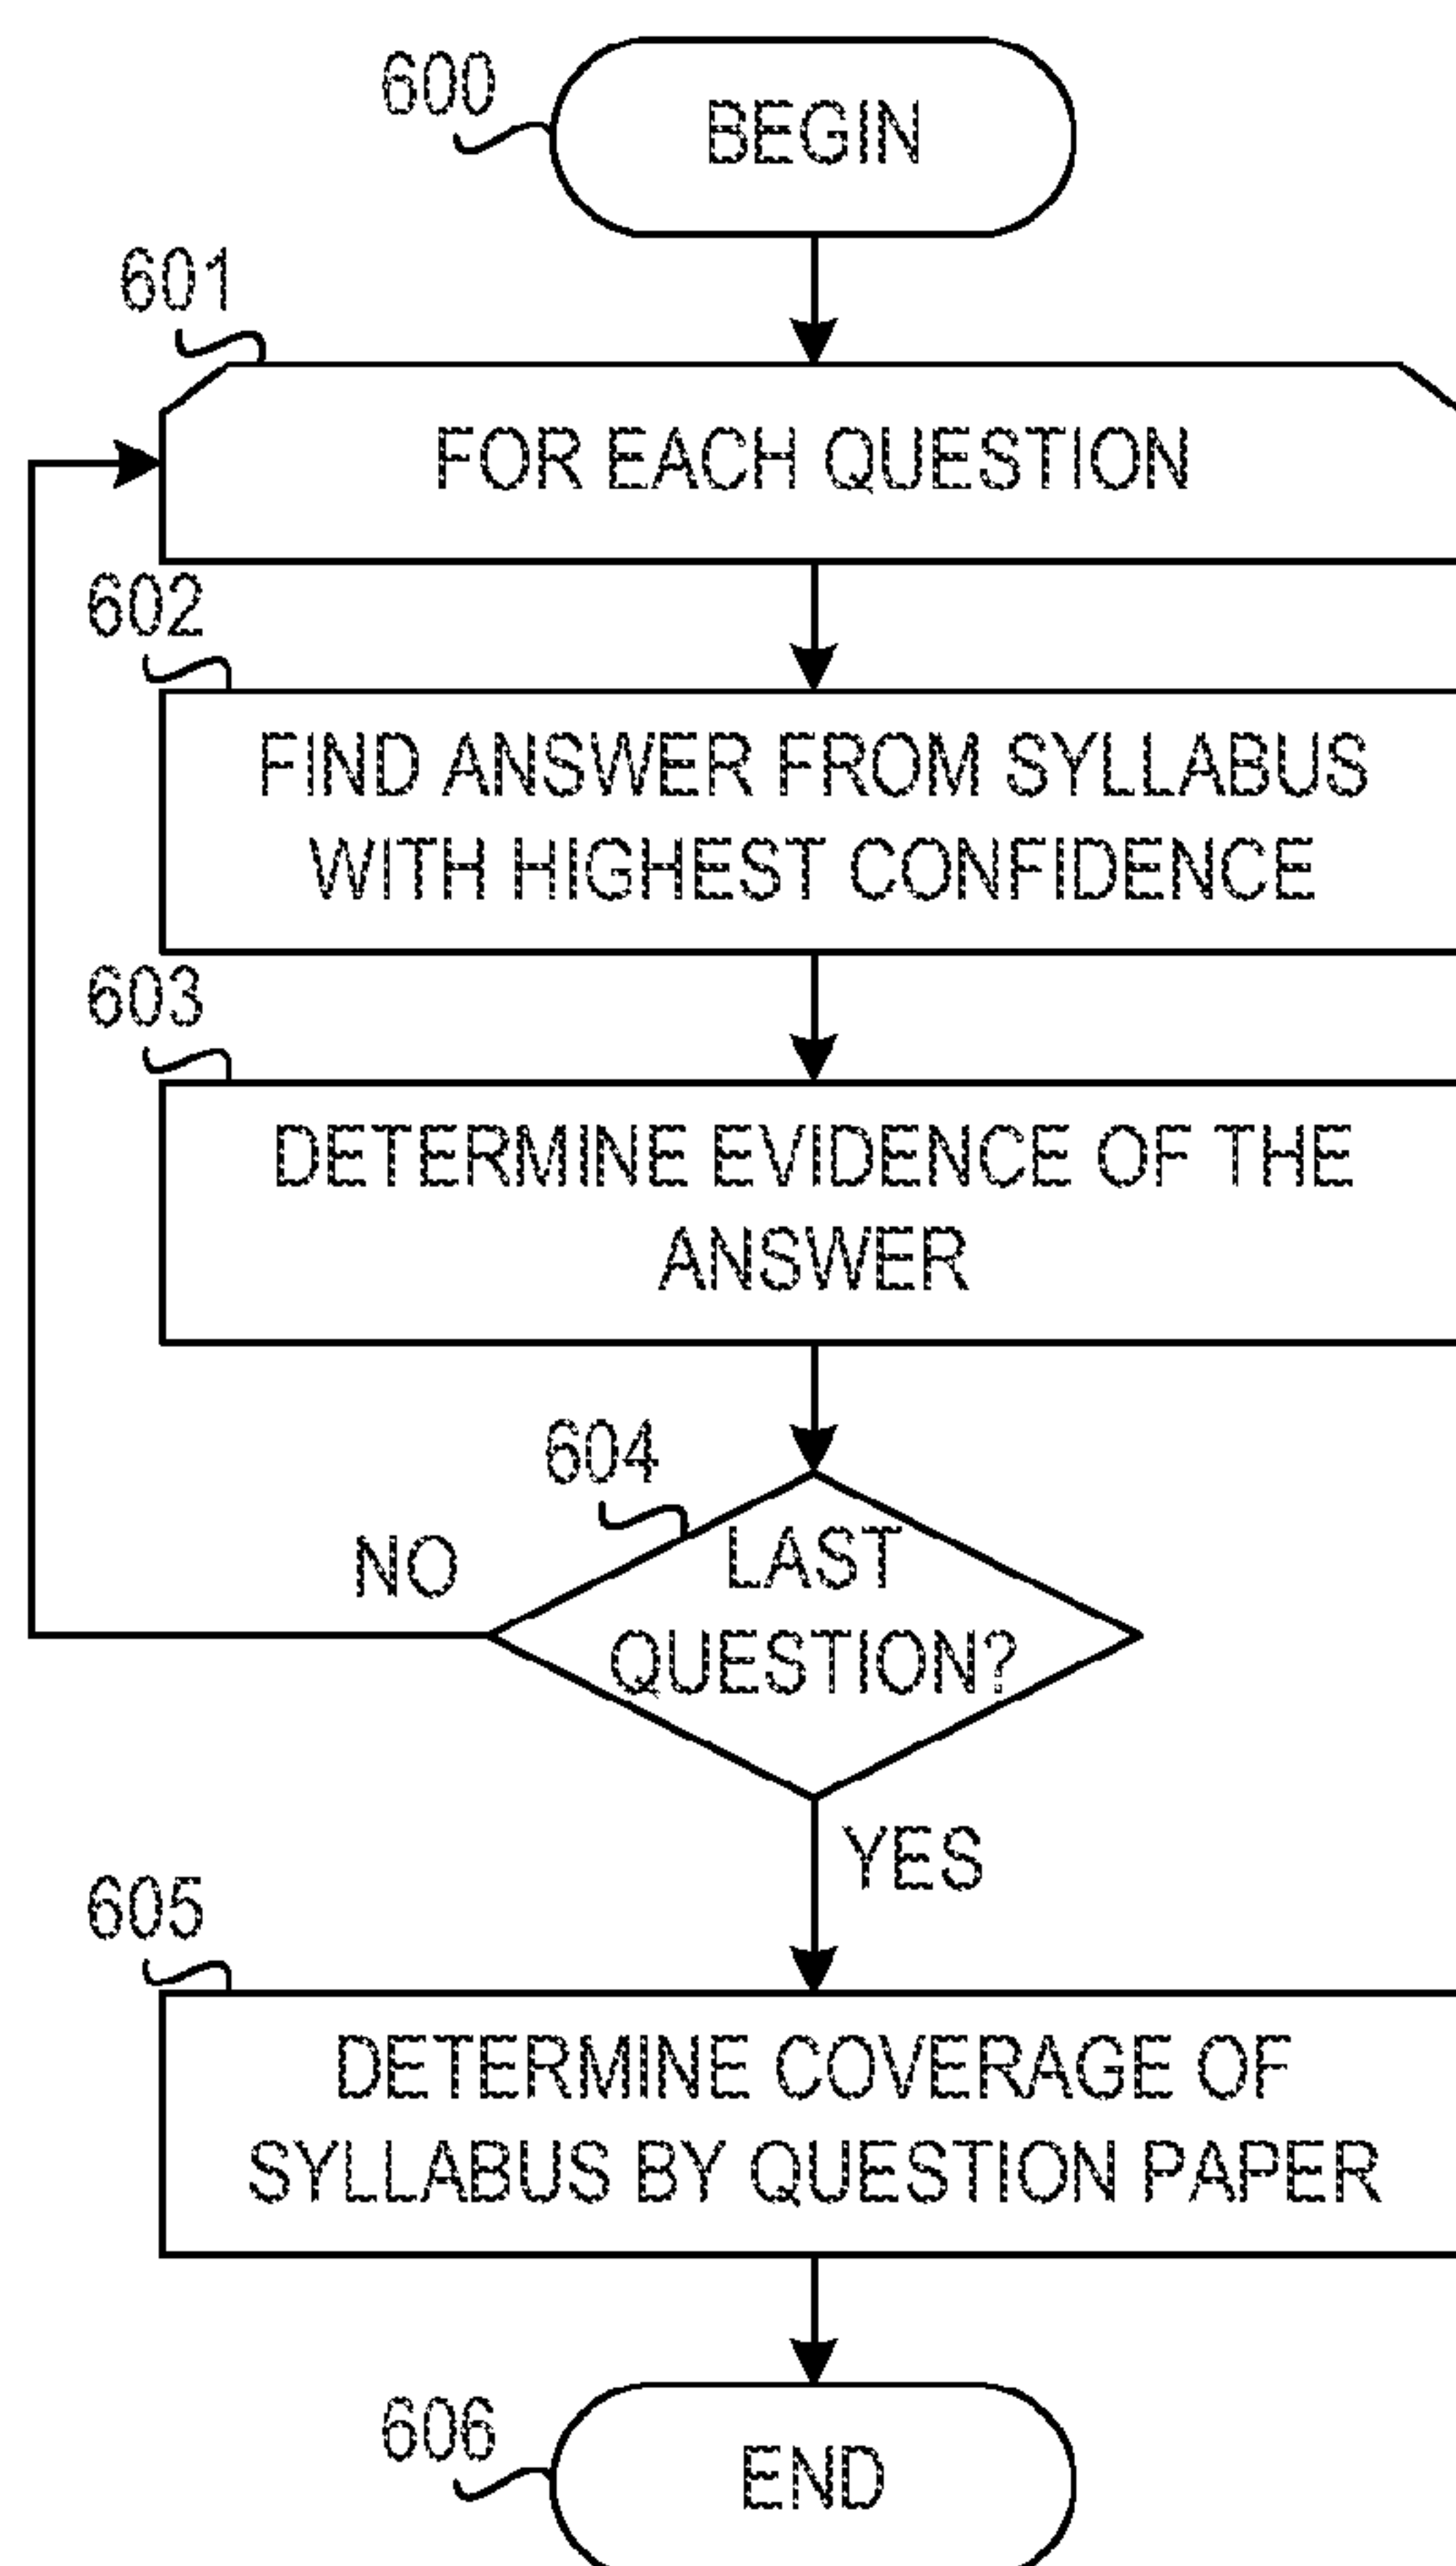 600
BEGIN
601
FOR EACH QUESTION
602
FIND ANSWER FROM SYLLABUS
WITH HIGHEST CONFIDENCE
603
DETERMINE EVIDENCE OF THE
ANSWER
604
LAST
QUESTION?
NO
YES
605
DETERMINE COVERAGE OF
SYLLABUS BY QUESTION PAPER
606
END